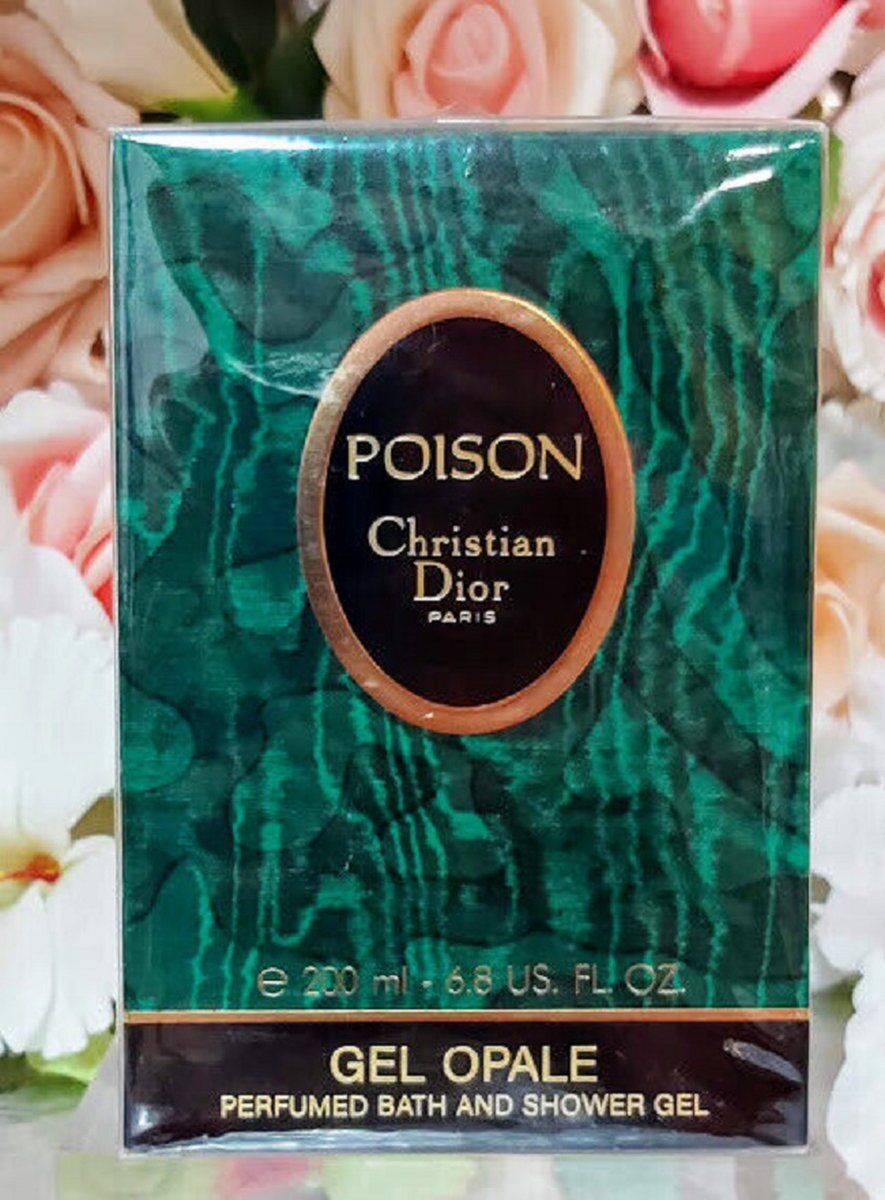 POISON
Christian
Dior
PARIS
℮ 200 ml - 6.8 US. FL. OZ.
GEL OPALE
PERFUMED BATH AND SHOWER GEL